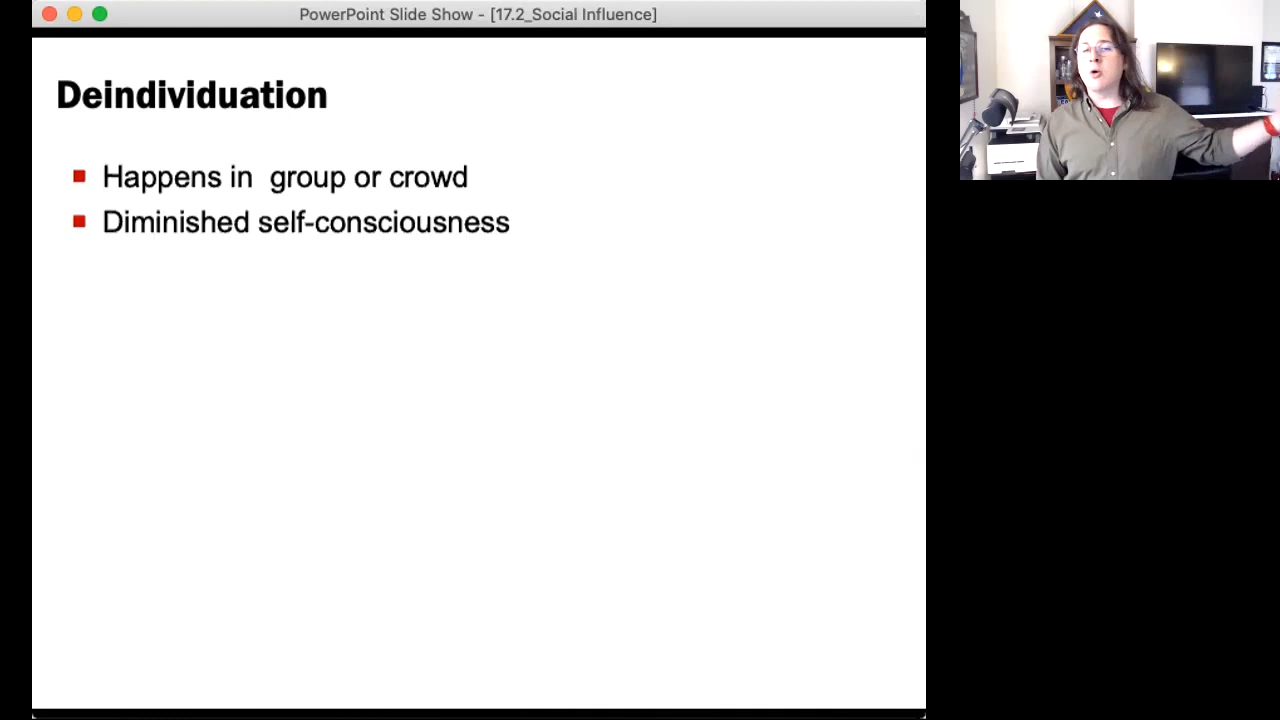 PowerPoint Slide Show - [17.2_Social Influence]
Deindividuation
Happens in  group or crowd
Diminished self-consciousness